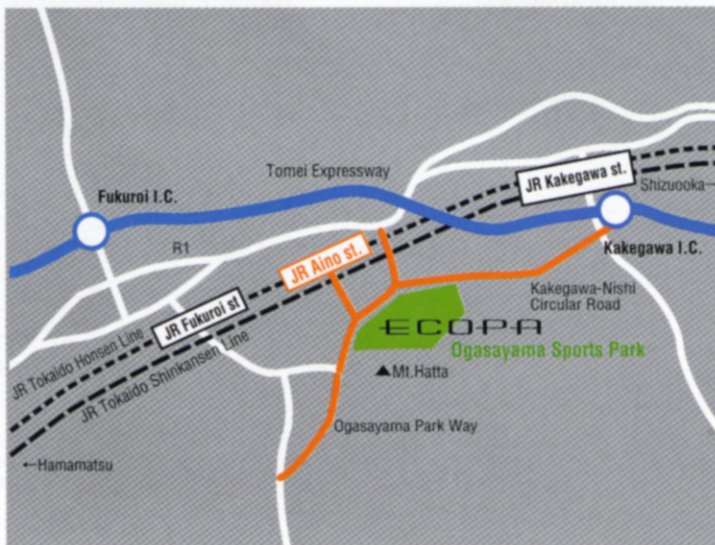 Tomei Expressway
JR Kakegawa st.
Shizuooka→
Fukuroi I.C.
R1
JR Aino st.
Kakegawa I.C.
Kakegawa-Nishi
Circular Road
JR Fukuroi st
ECOPA
Ogasayama Sports Park
JR Tokaido Honsen Line
JR Tokaido Shinkansen Line
▲Mt.Hatta
Ogasayama Park Way
←Hamamatsu